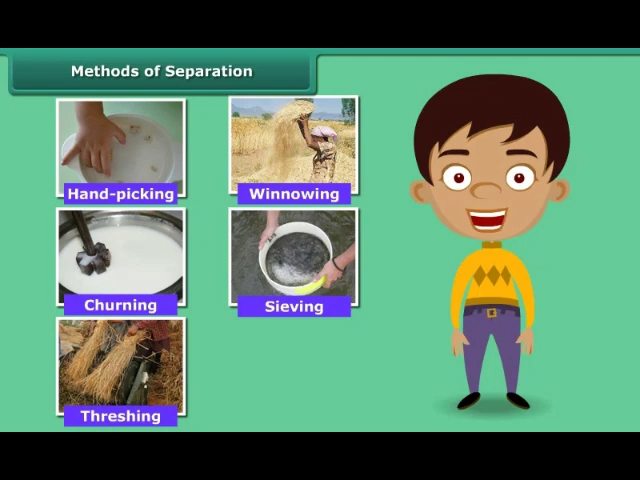 Methods of Separation
Hand-picking
Winnowing
Churning
Sieving
Threshing